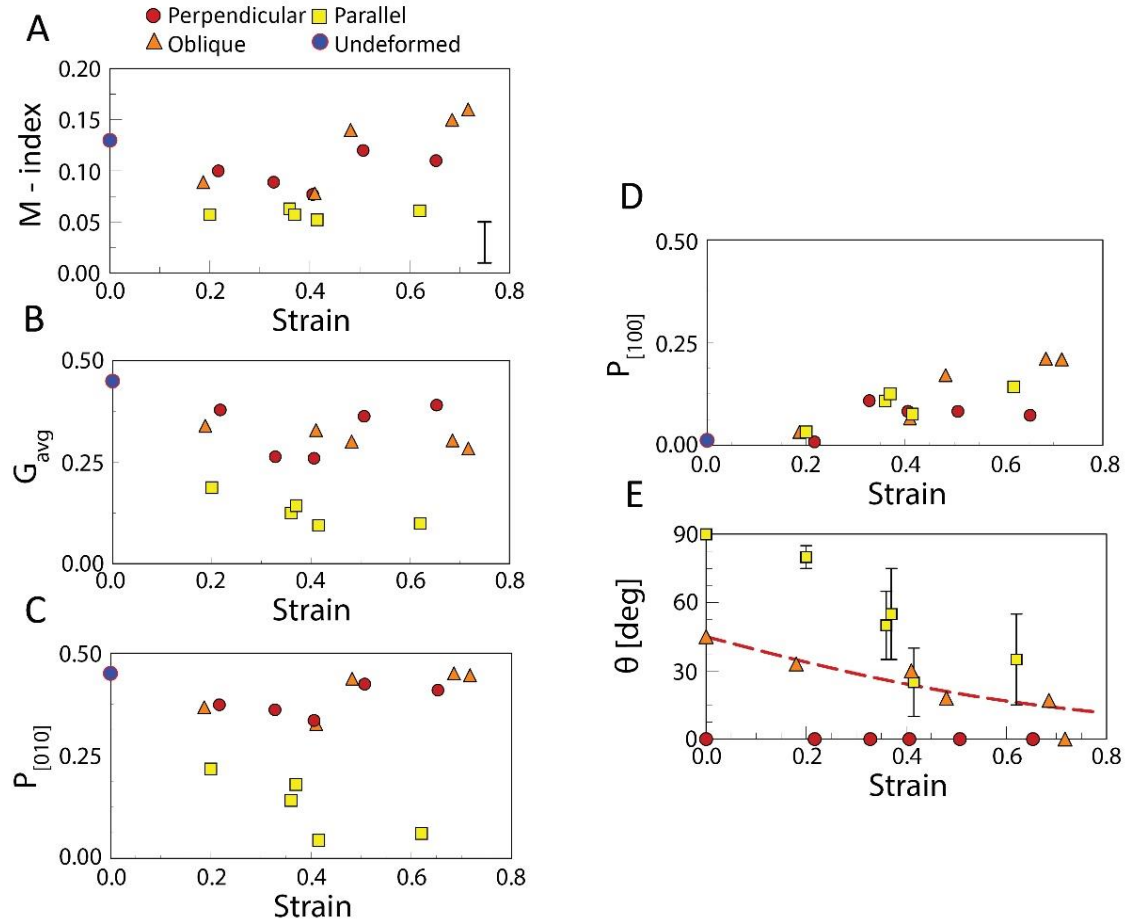 A
Perpendicular Parallel
Oblique Undeformed
0.20
0.15
0.10
0.05
0.00
M - index
0.2 0.4 0.6 0.8
Strain
B
0.50
0.25
0.00
G avg
0.0 0.2 0.4 0.6 0.8
Strain
C
0.50
0.25
0.00
P [010]
0.0 0.2 0.4 0.6 0.8
Strain
D
0.50
0.25
0.00
P [100]
0.0 0.2 0.4 0.6 0.8
Strain
E
90
60
30
0
θ [deg]
0.0 0.2 0.4 0.6 0.8
Strain